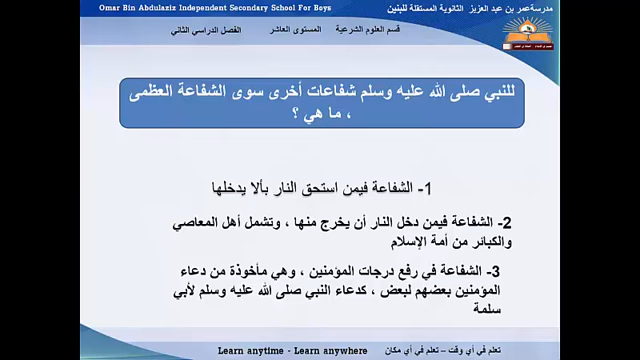 Omar Bin Abdulaziz Independent Secondary School For Boys
مدرسة عمر بن عبد العزيز الثانوية المستقلة للبنين
قسم العلوم الشرعية المستوى العاشر الفصل الدراسي الثاني
للنبي صلى الله عليه وسلم شفاعات أخرى سوى الشفاعة العظمى
، ما هي ؟
1- الشفاعة فيمن استحق النار بألا يدخلها
2- الشفاعة فيمن دخل النار أن يخرج منها ، وتشمل أهل المعاصي
والكبائر من أمة الإسلام
3- الشفاعة في رفع درجات المؤمنين ، وهي مأخوذة من دعاء
المؤمنين بعضهم لبعض ، كدعاء النبي صلى الله عليه وسلم لأبي
سلمة
Learn anytime - Learn anywhere
تعلم في أي وقت – تعلم في أي مكان